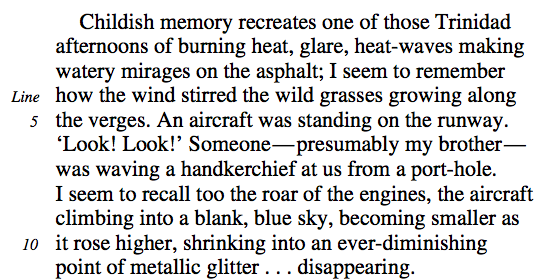 Childish memory recreates one of those Trinidad
afternoons of burning heat, glare, heat-waves making
watery mirages on the asphalt; I seem to remember
Line how the wind stirred the wild grasses growing along
5 the verges. An aircraft was standing on the runway.
‘Look! Look!’ Someone—presumably my brother—
was waving a handkerchief at us from a port-hole.
I seem to recall too the roar of the engines, the aircraft
climbing into a blank, blue sky, becoming smaller as
10 it rose higher, shrinking into an ever-diminishing
point of metallic glitter . . . disappearing.